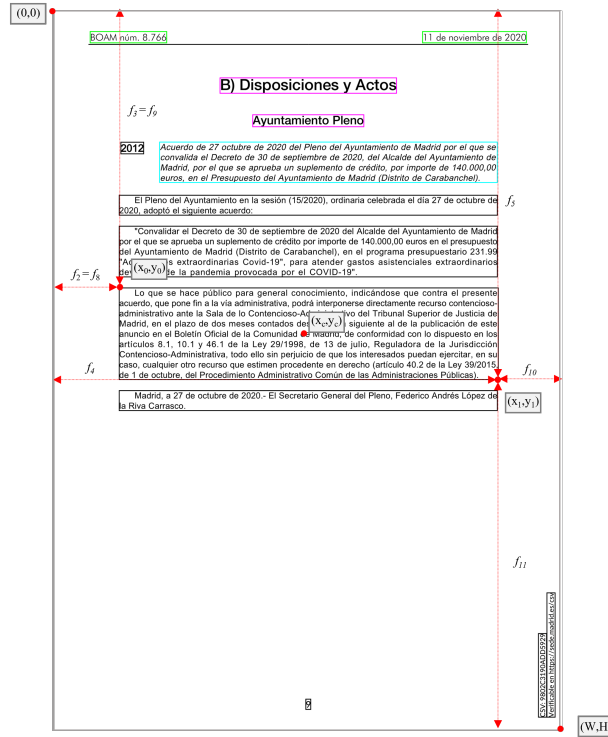 (0,0)
BOAM núm. 8.766
11 de noviembre de 2020
B) Disposiciones y Actos
f3 = f9
Ayuntamiento Pleno
2012
Acuerdo de 27 octubre de 2020 del Pleno del Ayuntamiento de Madrid por el que se
convalida el Decreto de 30 de septiembre de 2020, del Alcalde del Ayuntamiento de
Madrid, por el que se aprueba un suplemento de crédito, por importe de 140.000,00
euros, en el Presupuesto del Ayuntamiento de Madrid (Distrito de Carabanchel).
f5
El Pleno del Ayuntamiento en la sesión (15/2020), ordinaria celebrada el día 27 de octubre de
2020, adoptó el siguiente acuerdo:
"Convalidar el Decreto de 30 de septiembre de 2020 del Alcalde del Ayuntamiento de Madrid
por el que se aprueba un suplemento de crédito por importe de 140.000,00 euros en el presupuesto
del Ayuntamiento de Madrid (Distrito de Carabanchel), en el programa presupuestario 231.99
extraordinarias Covid-19", para atender gastos asistenciales extraordinarios
de la pandemia provocada por el COVID-19".
(x0,y0)
f2 = f8
Lo que se hace público para general conocimiento, indicándose que contra el presente
acuerdo, que pone fin a la vía administrativa, podrá interponerse directamente recurso contencioso-
administrativo ante la Sala de lo Contencioso-Administrativo del Tribunal Superior de Justicia de
Madrid, en el plazo de dos meses contados siguiente al de la publicación de este
anuncio en el Boletín Oficial de la Comunidad de Madrid, de conformidad con lo dispuesto en los
artículos 8.1, 10.1 y 46.1 de la Ley 29/1998, de 13 de julio, Reguladora de la Jurisdicción
Contencioso-Administrativa, todo ello sin perjuicio de que los interesados puedan ejercitar, en su
caso, cualquier otro recurso que estimen procedente en derecho (artículo 40.2 de la Ley 39/2015,
de 1 de octubre, del Procedimiento Administrativo Común de las Administraciones Públicas).
(xc,yc)
f4
f10
(x1,y1)
Madrid, a 27 de octubre de 2020.- El Secretario General del Pleno, Federico Andrés López de
la Riva Carrasco.
f11
CSV: 9802C3190ADD5929
Verificable en https://sede.madrid.es/csv
9
(W,H